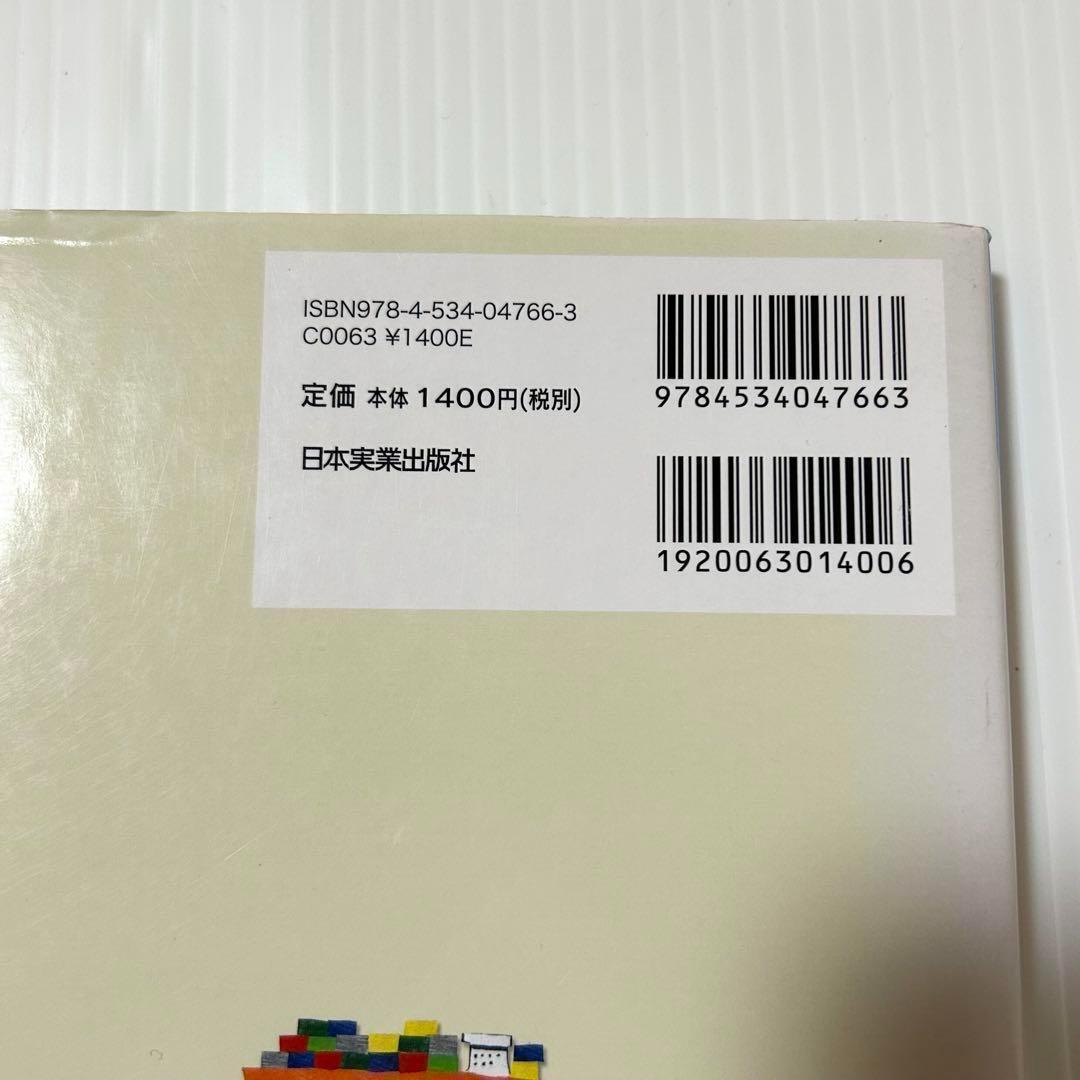 ISBN978-4-534-04766-3
C0063 ¥1400E
定価 本体 1400円(税別)
日本実業出版社
9784534047663
1920063014006